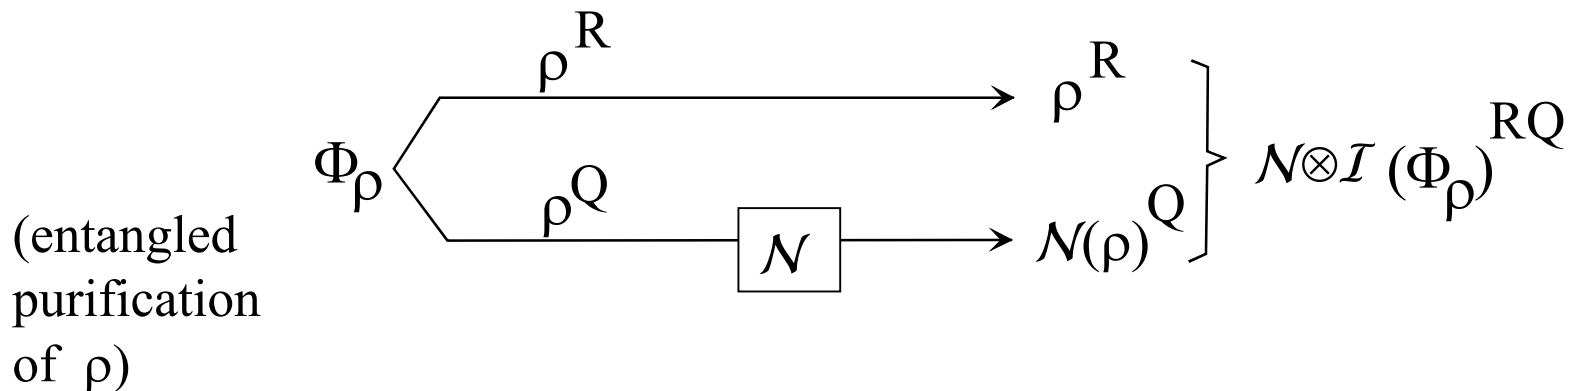 ρ^R
ρ^R
Φ_ρ
ρ^Q
N
N(ρ)^Q
N⊗I (Φ_ρ)^RQ
(entangled
purification
of ρ)